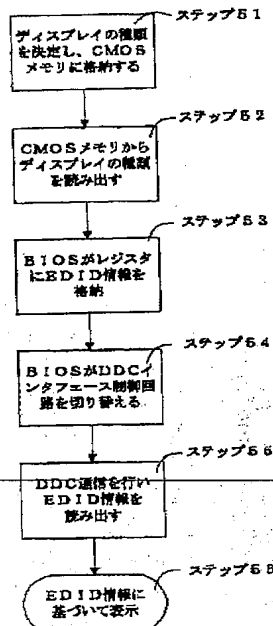 ステップ51
ディスプレイの種類
を決定し、CMOS
メモリに格納する
ステップ52
CMOSメモリから
ディスプレイの種類
を読み出す
ステップ53
BIOSがレジスタ
にEDID情報を
格納
ステップ54
BIOSがDDCイ
ンタフェース制御回
路を切り替える
ステップ56
DDC通信を行い
EDID情報を
読み出す
ステップ58
EDID情報に
基づいて表示